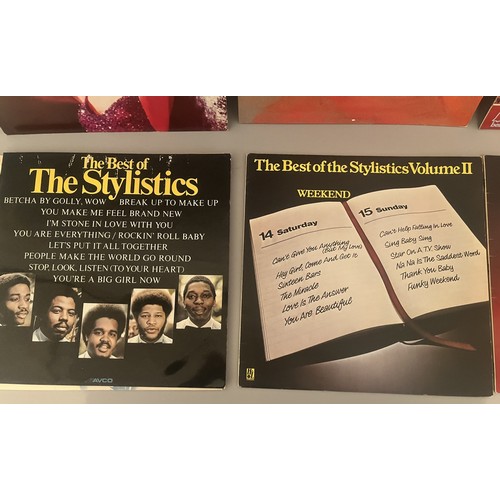 The Best of
The Stylistics
BETCHA BY GOLLY, WOW BREAK UP TO MAKE UP
YOU MAKE ME FEEL BRAND NEW
I'M STONE IN LOVE WITH YOU
YOU ARE EVERYTHING/ROCKIN' ROLL BABY
LET'S PUT IT ALL TOGETHER
PEOPLE MAKE THE WORLD GO ROUND
STOP, LOOK, LISTEN (TO YOUR HEART)
YOU'RE A BIG GIRL NOW
AVCO
The Best of the Stylistics Volume II
WEEKEND
14 Saturday
Can't Give You Anything
(But My Love)
Hey Girl, Come And Get It
Sixteen Bars
The Miracle
Love Is The Answer
You Are Beautiful
15 Sunday
Can't Help Falling In Love
Sing Baby Sing
Star On A T.V. Show
Na Na Is The Saddest Word
Thank You Baby
Funky Weekend